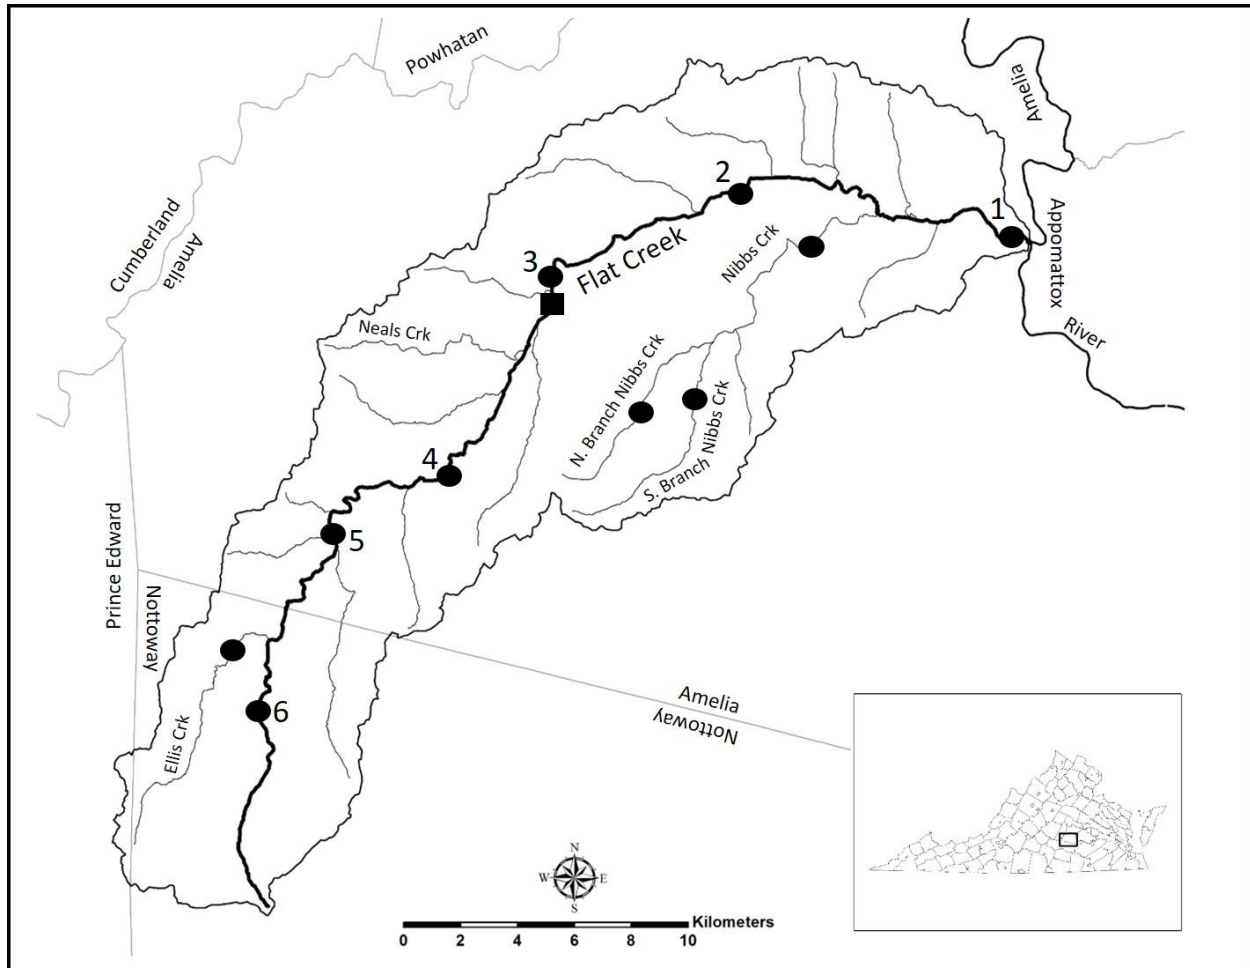 Powhatan
Amelia
Cumberland
Amelia
2
1
Appomattox
River
Nibbs Crk
3
Flat Creek
Neals Crk
N. Branch Nibbs Crk
S. Branch Nibbs Crk
4
5
Prince Edward
Nottoway
6
Ellis Crk
Amelia
Nottoway
N
W
E
S
Kilometers
0 2 4 6 8 10